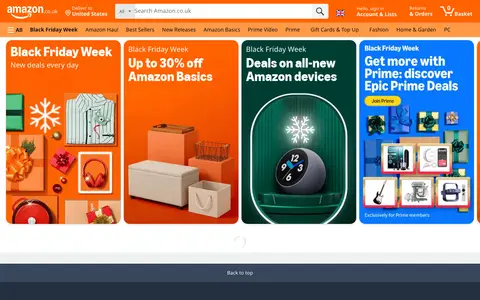 amazon.co.uk
Deliver to
United States
All
Search Amazon.co.uk
Hello, sign in
Account & Lists
Returns
& Orders
0
Basket
All
Black Friday Week
Amazon Haul
Best Sellers
New Releases
Amazon Basics
Prime Video
Prime
Gift Cards & Top Up
Fashion
Home & Garden
PC
Black Friday Week
New deals every day
Black Friday Week
Up to 30% off
Amazon Basics
Black Friday Week
Deals on all-new
Amazon devices
12
Black Friday Week
Get more with
Prime: discover
Epic Prime Deals
Join Prime
Exclusively for Prime members
Back to top